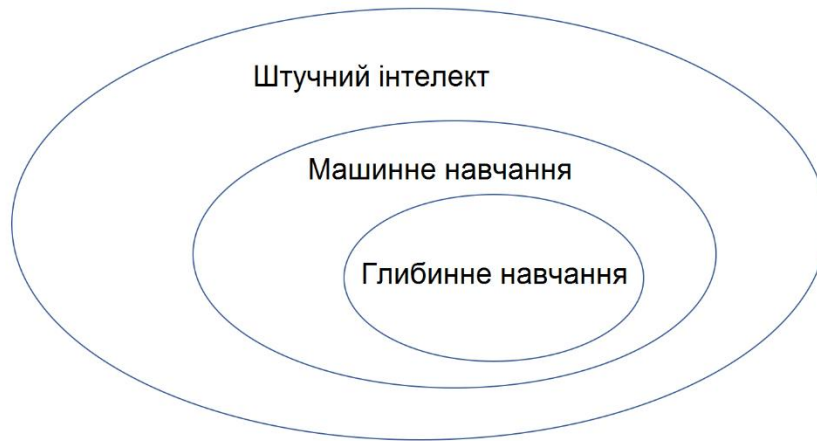 Штучний інтелект
Машинне навчання
Глибинне навчання